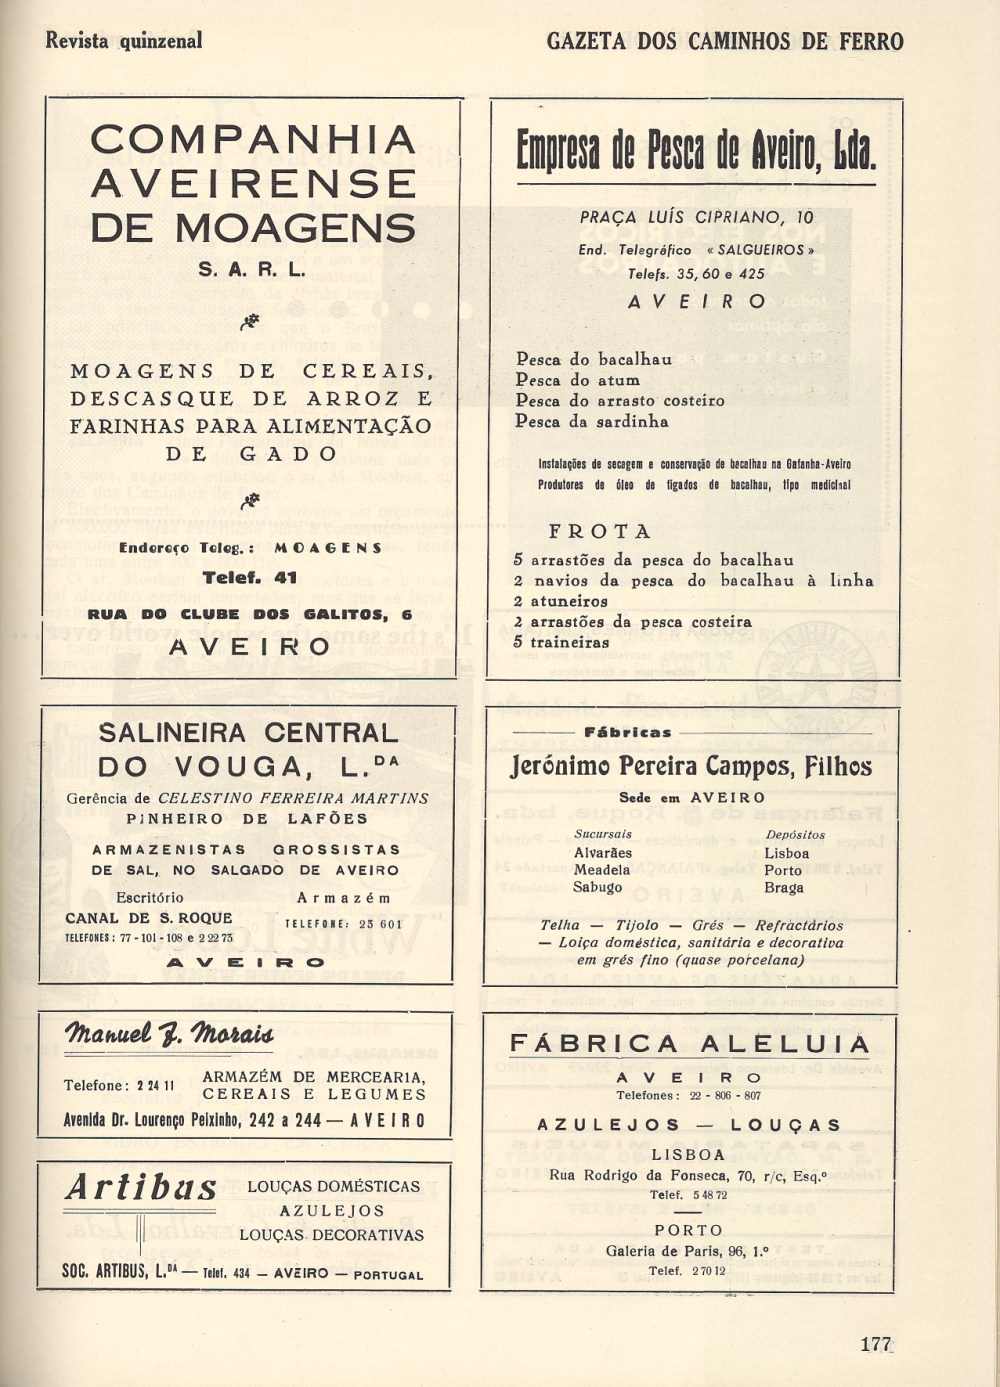 Revista quinzenal
GAZETA DOS CAMINHOS DE FERRO
COMPANHIA
AVEIRENSE
DE MOAGENS
S. A. R. L.
MOAGENS DE CEREAIS,
DESCASQUE DE ARROZ E
FARINHAS PARA ALIMENTAÇÃO
DE GADO
Endereço Teleg.: MOAGENS
Telef. 41
RUA DO CLUBE DOS GALITOS, 6
AVEIRO
Empresa de Pesca de Aveiro, Lda.
PRAÇA LUÍS CIPRIANO, 10
End. Telegráfico «SALGUEIROS»
Telefs. 35, 60 e 425
AVEIRO
Pesca do bacalhau
Pesca do atum
Pesca do arrasto costeiro
Pesca da sardinha
Instalações de secagem e conservação de bacalhau na Gafanha-Aveiro
Produtores de óleo de fígados de bacalhau, tipo medicinal
FROTA
5 arrastões da pesca do bacalhau
2 navios da pesca do bacalhau à linha
2 atuneiros
2 arrastões da pesca costeira
5 traineiras
SALINEIRA CENTRAL
DO VOUGA, L.DA
Gerência de CELESTINO FERREIRA MARTINS
PINHEIRO DE LAFÕES
ARMAZENISTAS GROSSISTAS
DE SAL, NO SALGADO DE AVEIRO
Escritório
CANAL DE S. ROQUE
TELEFONES: 77-101-108 e 2 22 75
Armazém
TELEFONE: 23 601
AVEIRO
Fábricas
Jerónimo Pereira Campos, Filhos
Sede em AVEIRO
Sucursais
Alvarães
Meadela
Sabugo
Depósitos
Lisboa
Porto
Braga
Telha — Tijolo — Grés — Refractários
— Loiça doméstica, sanitária e decorativa
em grés fino (quase porcelana)
Manuel J. Morais
Telefone: 2 24 11
ARMAZÉM DE MERCEARIA,
CEREAIS E LEGUMES
Avenida Dr. Lourenço Peixinho, 242 a 244 — AVEIRO
Artibus
LOUÇAS DOMÉSTICAS
AZULEJOS
LOUÇAS DECORATIVAS
SOC. ARTIBUS, L.DA — Telef. 434 — AVEIRO — PORTUGAL
FÁBRICA ALELUIA
AVEIRO
Telefones: 22 - 806 - 807
AZULEJOS — LOUÇAS
LISBOA
Rua Rodrigo da Fonseca, 70, r/c, Esq.º
Telef. 5 48 72
PORTO
Galeria de Paris, 96, 1.º
Telef. 2 70 12
177